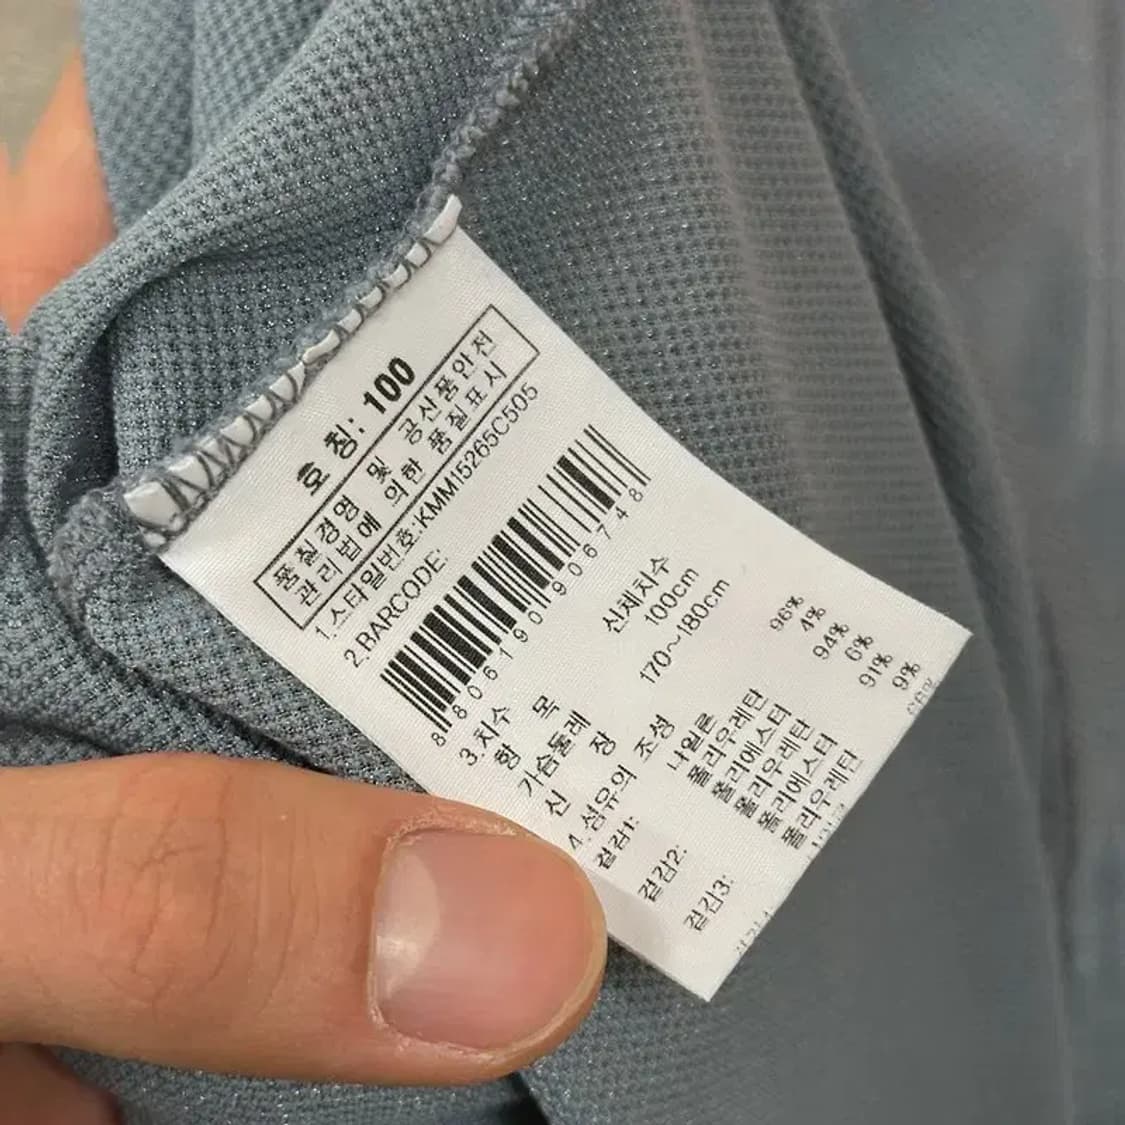 호 칭: 100
품질경영 및 공산품안전
관리법에 의한 품질표시
1.스타일번호:KMM15265C505
2.BARCODE:
8 806190 906748
3.치수
항 목 신체치수
가슴둘레 100cm
신 장 170~180cm
4.섬유의 조성
겉감1: 나일론 96%
폴리우레탄 4%
겉감2: 폴리에스터 94%
폴리우레탄 6%
겉감3: 폴리에스터 91%
폴리우레탄 9%